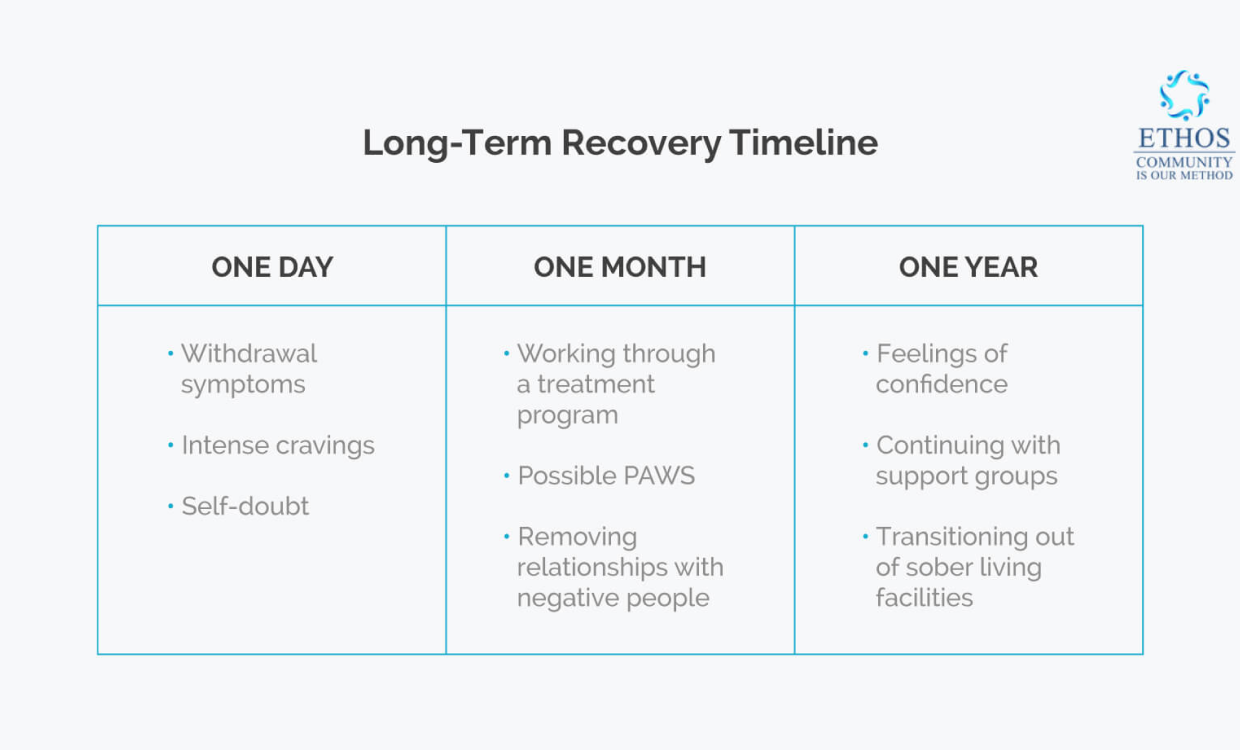 Long-Term Recovery Timeline
ETHOS
COMMUNITY
IS OUR METHOD
ONE DAY
• Withdrawal
symptoms
• Intense cravings
• Self-doubt
ONE MONTH
• Working through
a treatment
program
• Possible PAWS
• Removing
relationships with
negative people
ONE YEAR
• Feelings of
confidence
• Continuing with
support groups
• Transitioning out
of sober living
facilities